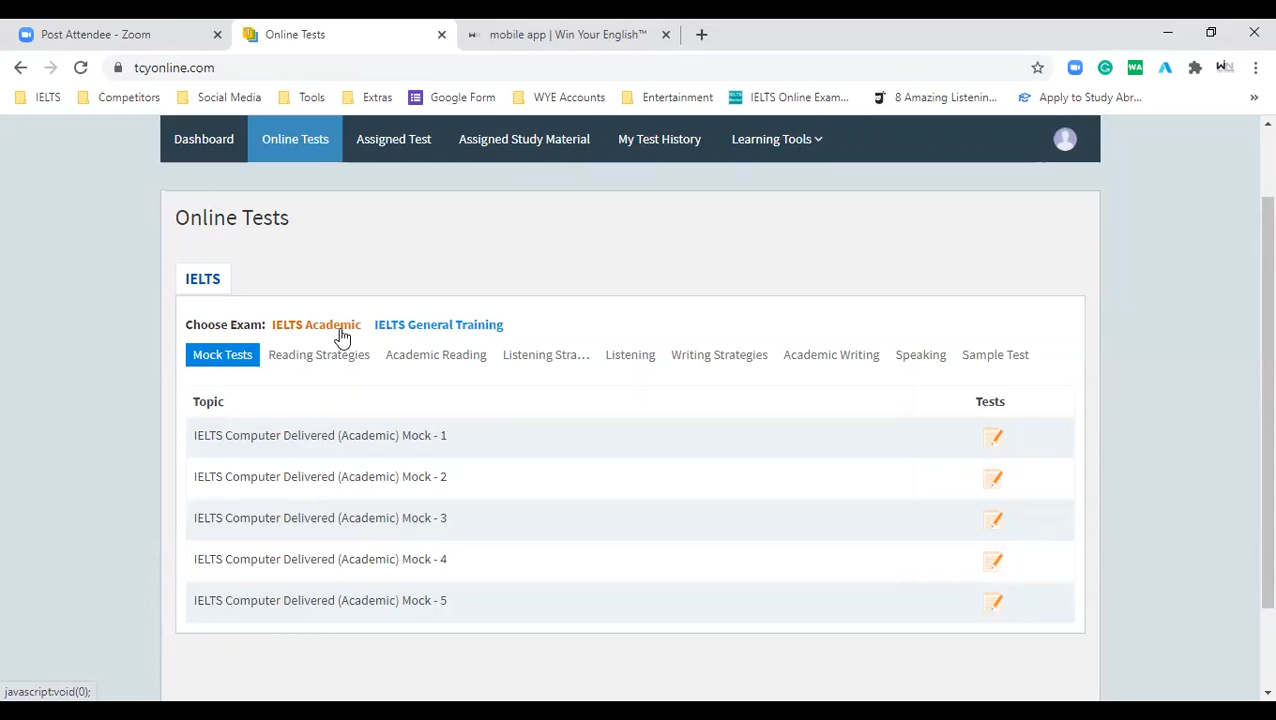 Post Attendee - Zoom
Online Tests
mobile app | Win Your English™
tcyonline.com
WA
IELTS
Competitors
Social Media
Tools
Extras
Google Form
WYE Accounts
Entertainment
IELTS Online Exam...
8 Amazing Listenin...
Apply to Study Abr...
»
Dashboard
Online Tests
Assigned Test
Assigned Study Material
My Test History
Learning Tools
Online Tests
IELTS
Choose Exam: IELTS Academic IELTS General Training
Mock Tests Reading Strategies Academic Reading Listening Stra... Listening Writing Strategies Academic Writing Speaking Sample Test
Topic Tests
IELTS Computer Delivered (Academic) Mock - 1
IELTS Computer Delivered (Academic) Mock - 2
IELTS Computer Delivered (Academic) Mock - 3
IELTS Computer Delivered (Academic) Mock - 4
IELTS Computer Delivered (Academic) Mock - 5
javascript:void(0);